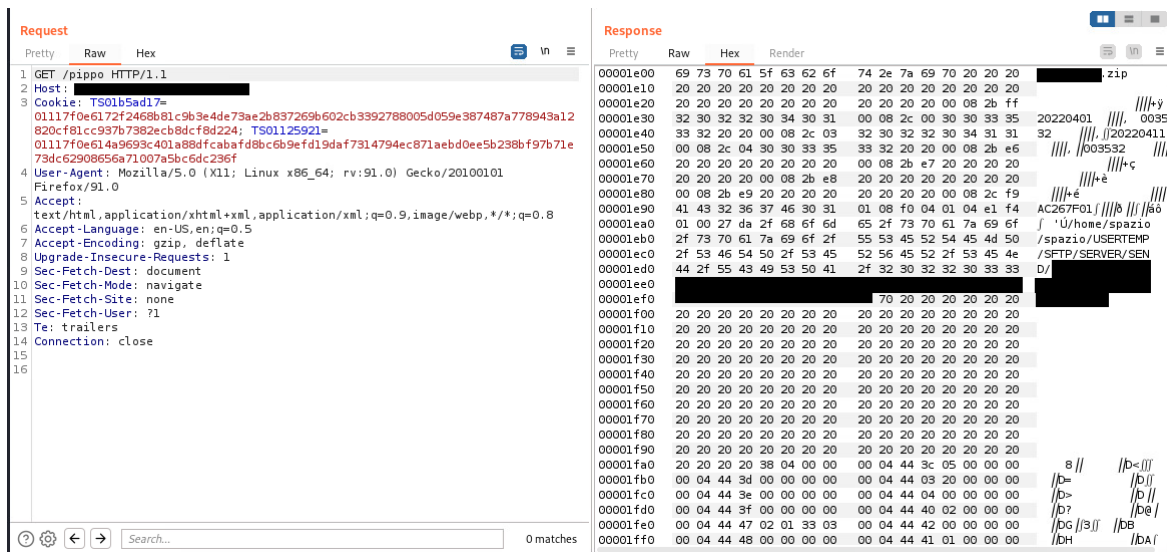 Request
Pretty Raw Hex
\n
1 GET /pippo HTTP/1.1
2 Host:
3 Cookie: TS01b5ad17=
01117f0e6172f2468b81c9b3e4de73ae2b837269b602cb3392788005d059e387487a778943a12
820cf81cc937b7382ecb8dcf8d224; TS01125921=
01117f0e614a9693c401a88dfcabafd8bc6b9efd19daf7314794ec871aebd0ee5b238bf97b71e
73dc62908656a71007a5bc6dc236f
4 User-Agent: Mozilla/5.0 (X11; Linux x86_64; rv:91.0) Gecko/20100101
Firefox/91.0
5 Accept:
text/html,application/xhtml+xml,application/xml;q=0.9,image/webp,*/*;q=0.8
6 Accept-Language: en-US,en;q=0.5
7 Accept-Encoding: gzip, deflate
8 Upgrade-Insecure-Requests: 1
9 Sec-Fetch-Dest: document
10 Sec-Fetch-Mode: navigate
11 Sec-Fetch-Site: none
12 Sec-Fetch-User: ?1
13 Te: trailers
14 Connection: close
15
16
Search...
0 matches
Response
Pretty Raw Hex Render
\n
00001e00 69 73 70 61 5f 63 62 6f 74 2e 7a 69 70 20 20 20 .zip
00001e10 20 20 20 20 20 20 20 20 20 20 20 20 20 20 20 20
00001e20 20 20 20 20 20 20 20 20 20 20 20 20 00 08 2b ff +ÿ
00001e30 32 30 32 32 30 34 30 31 00 08 2c 00 30 30 33 35 20220401 , 0035
00001e40 33 32 20 20 00 08 2c 03 32 30 32 32 30 34 31 31 32 , 20220411
00001e50 00 08 2c 04 30 30 33 35 33 32 20 20 00 08 2b e6 , 003532
00001e60 20 20 20 20 20 20 20 20 00 08 2b e7 20 20 20 20 +ç
00001e70 20 20 20 20 00 08 2b e8 20 20 20 20 20 20 20 20 +è
00001e80 00 08 2b e9 20 20 20 20 20 20 20 20 00 08 2c f9 +é
00001e90 41 43 32 36 37 46 30 31 01 08 f0 04 01 04 e1 f4 AC267F01 ð áô
00001ea0 01 00 27 da 2f 68 6f 6d 65 2f 73 70 61 7a 69 6f 'Ú/home/spazio
00001eb0 2f 73 70 61 7a 69 6f 2f 55 53 45 52 54 45 4d 50 /spazio/USERTEMP
00001ec0 2f 53 46 54 50 2f 53 45 52 56 45 52 2f 53 45 4e /SFTP/SERVER/SEN
00001ed0 44 2f 55 43 49 53 50 41 2f 32 30 32 32 30 33 33 D/
00001ee0
00001ef0 70 20 20 20 20 20 20
00001f00 20 20 20 20 20 20 20 20 20 20 20 20 20 20 20 20
00001f10 20 20 20 20 20 20 20 20 20 20 20 20 20 20 20 20
00001f20 20 20 20 20 20 20 20 20 20 20 20 20 20 20 20 20
00001f30 20 20 20 20 20 20 20 20 20 20 20 20 20 20 20 20
00001f40 20 20 20 20 20 20 20 20 20 20 20 20 20 20 20 20
00001f50 20 20 20 20 20 20 20 20 20 20 20 20 20 20 20 20
00001f60 20 20 20 20 20 20 20 20 20 20 20 20 20 20 20 20
00001f70 20 20 20 20 20 20 20 20 20 20 20 20 20 20 20 20
00001f80 20 20 20 20 20 20 20 20 20 20 20 20 20 20 20 20
00001f90 20 20 20 20 20 20 20 20 20 20 20 20 20 20 20 20
00001fa0 20 20 20 20 38 04 00 00 00 04 44 3c 05 00 00 00 8 D<
00001fb0 00 04 44 3d 00 00 00 00 00 04 44 03 20 00 00 00 D= D
00001fc0 00 04 44 3e 00 00 00 00 00 04 44 04 00 00 00 00 D> D
00001fd0 00 04 44 3f 00 00 00 00 00 04 44 40 02 00 00 00 D? D@
00001fe0 00 04 44 47 02 01 33 03 00 04 44 42 00 00 00 00 DG 3 DB
00001ff0 00 04 44 48 00 00 00 00 00 04 44 41 01 00 00 00 DH DA